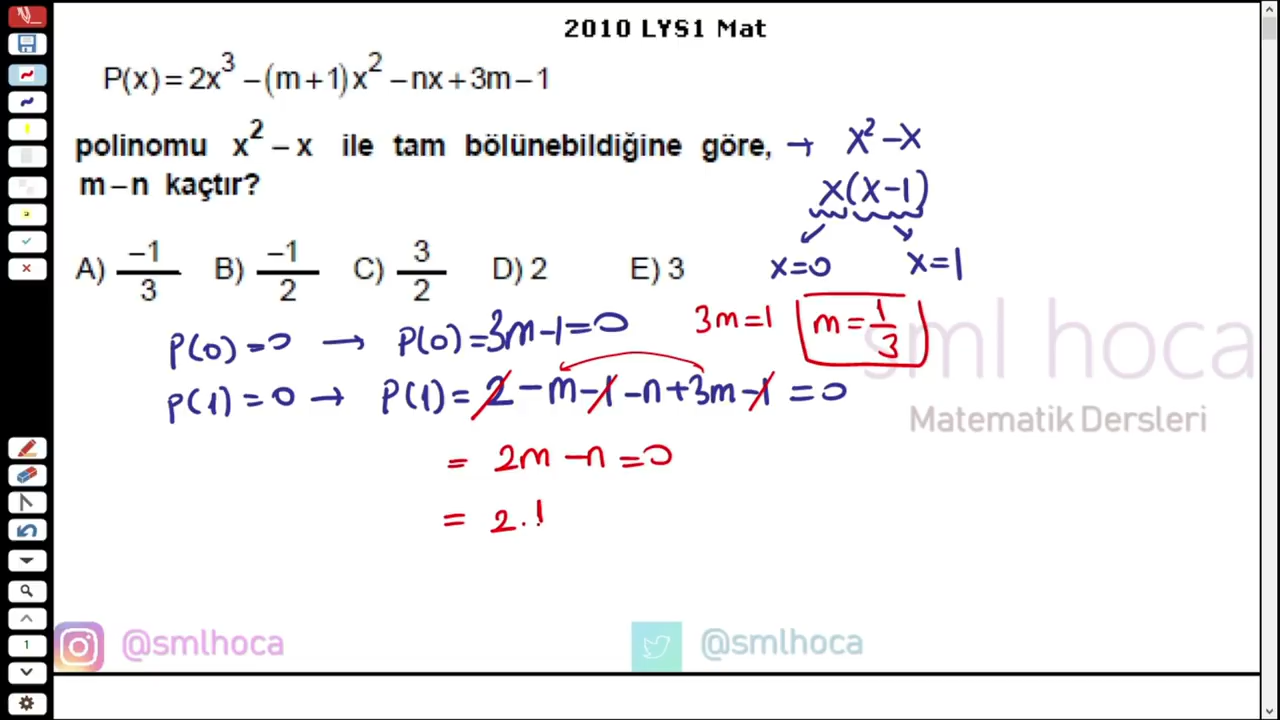 2010 LYS1 Mat
P(x) = 2x³ − (m + 1)x² − nx + 3m − 1
polinomu x² − x ile tam bölünebildiğine göre, → x² − x
m − n kaçtır?
x(x − 1)
x = 0 x = 1
A) −1/3 B) −1/2 C) 3/2 D) 2 E) 3
P(0) = 0 → P(0) = 3m − 1 = 0 3m = 1 m = 1/3
P(1) = 0 → P(1) = 2 − m − 1 − n + 3m − 1 = 0
= 2m − n = 0
= 2 . 1
sml hoca
Matematik Dersleri
@smlhoca @smlhoca
1